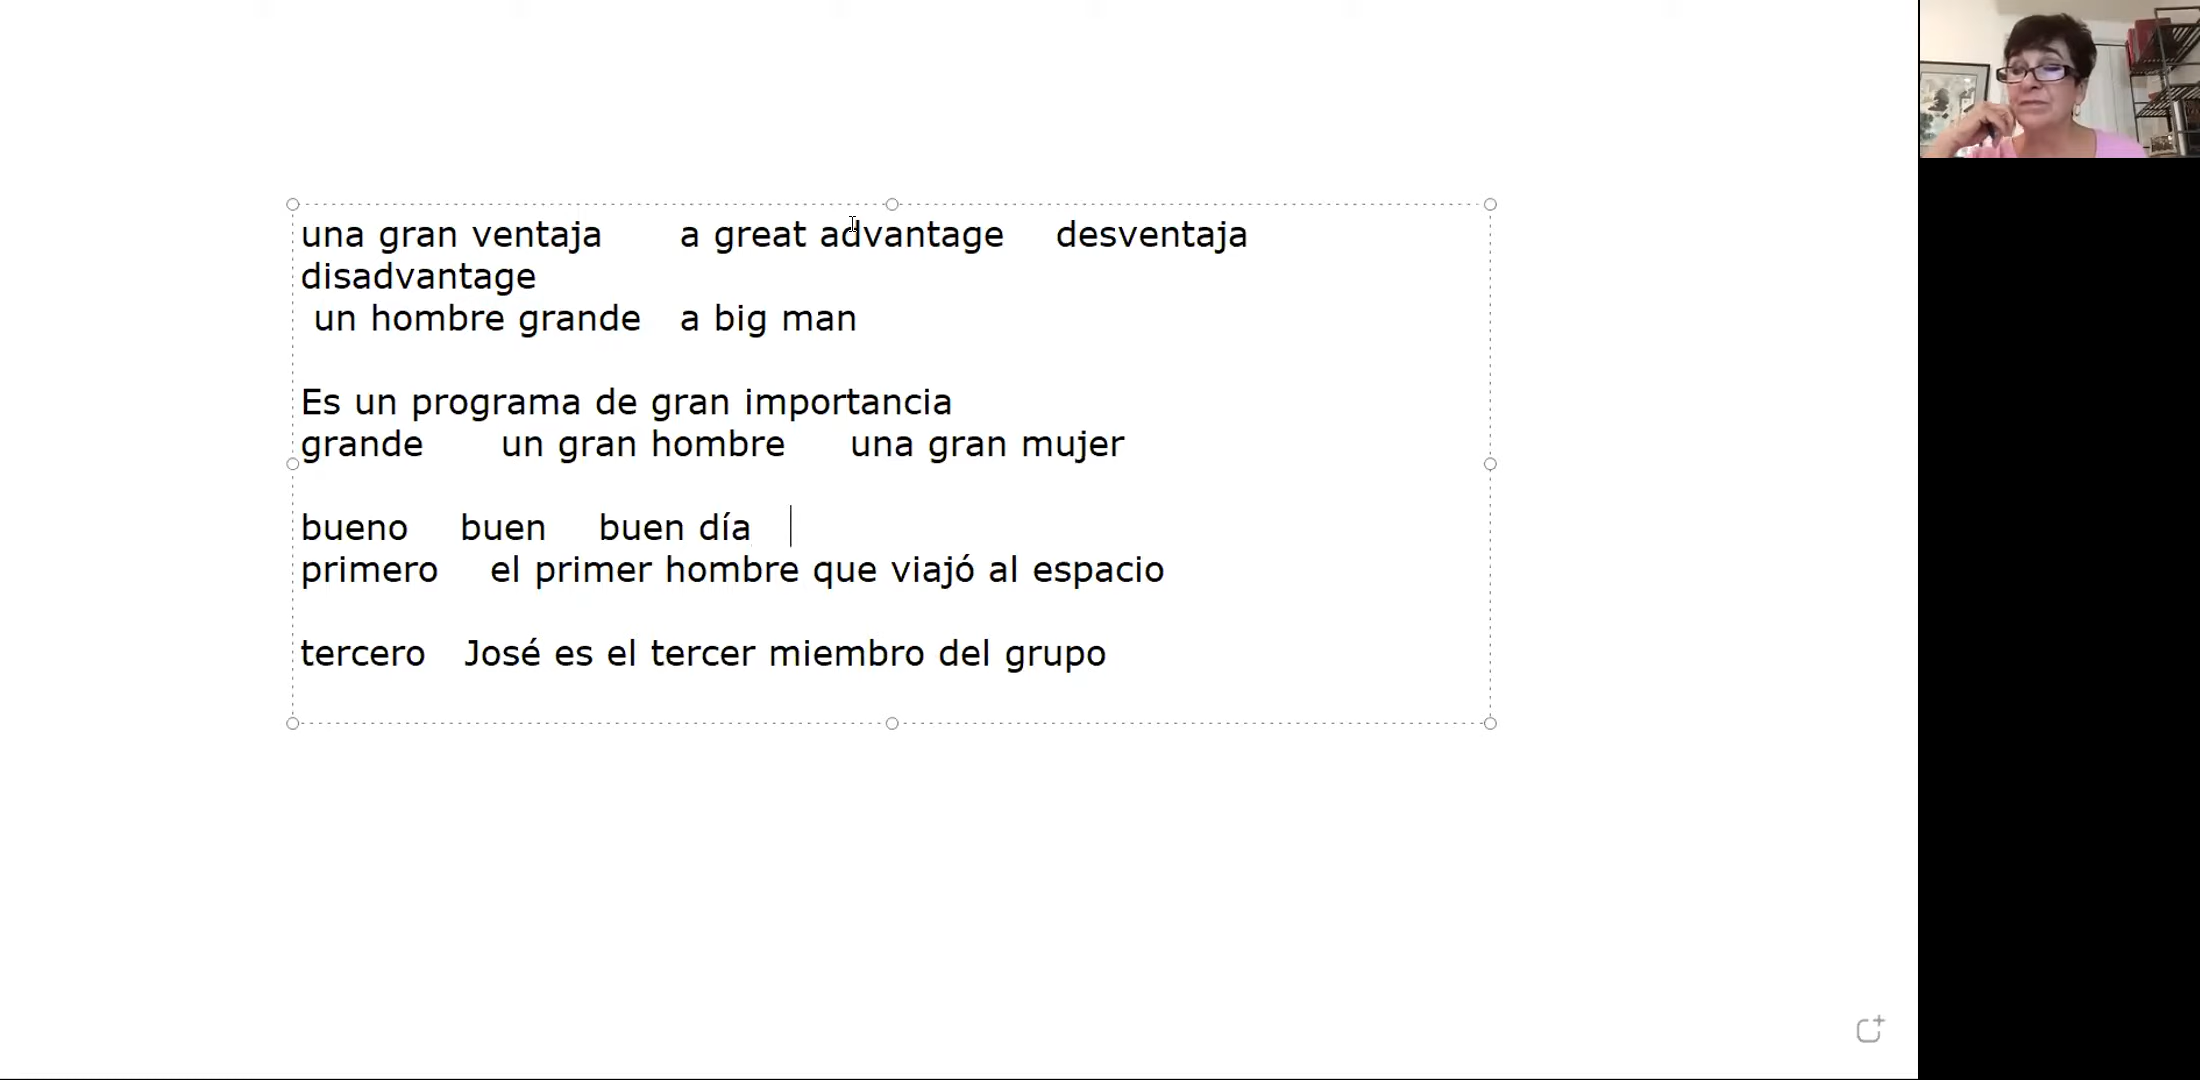 una gran ventaja a great advantage desventaja
disadvantage
un hombre grande a big man
Es un programa de gran importancia
grande un gran hombre una gran mujer
bueno buen buen día
primero el primer hombre que viajó al espacio
tercero José es el tercer miembro del grupo